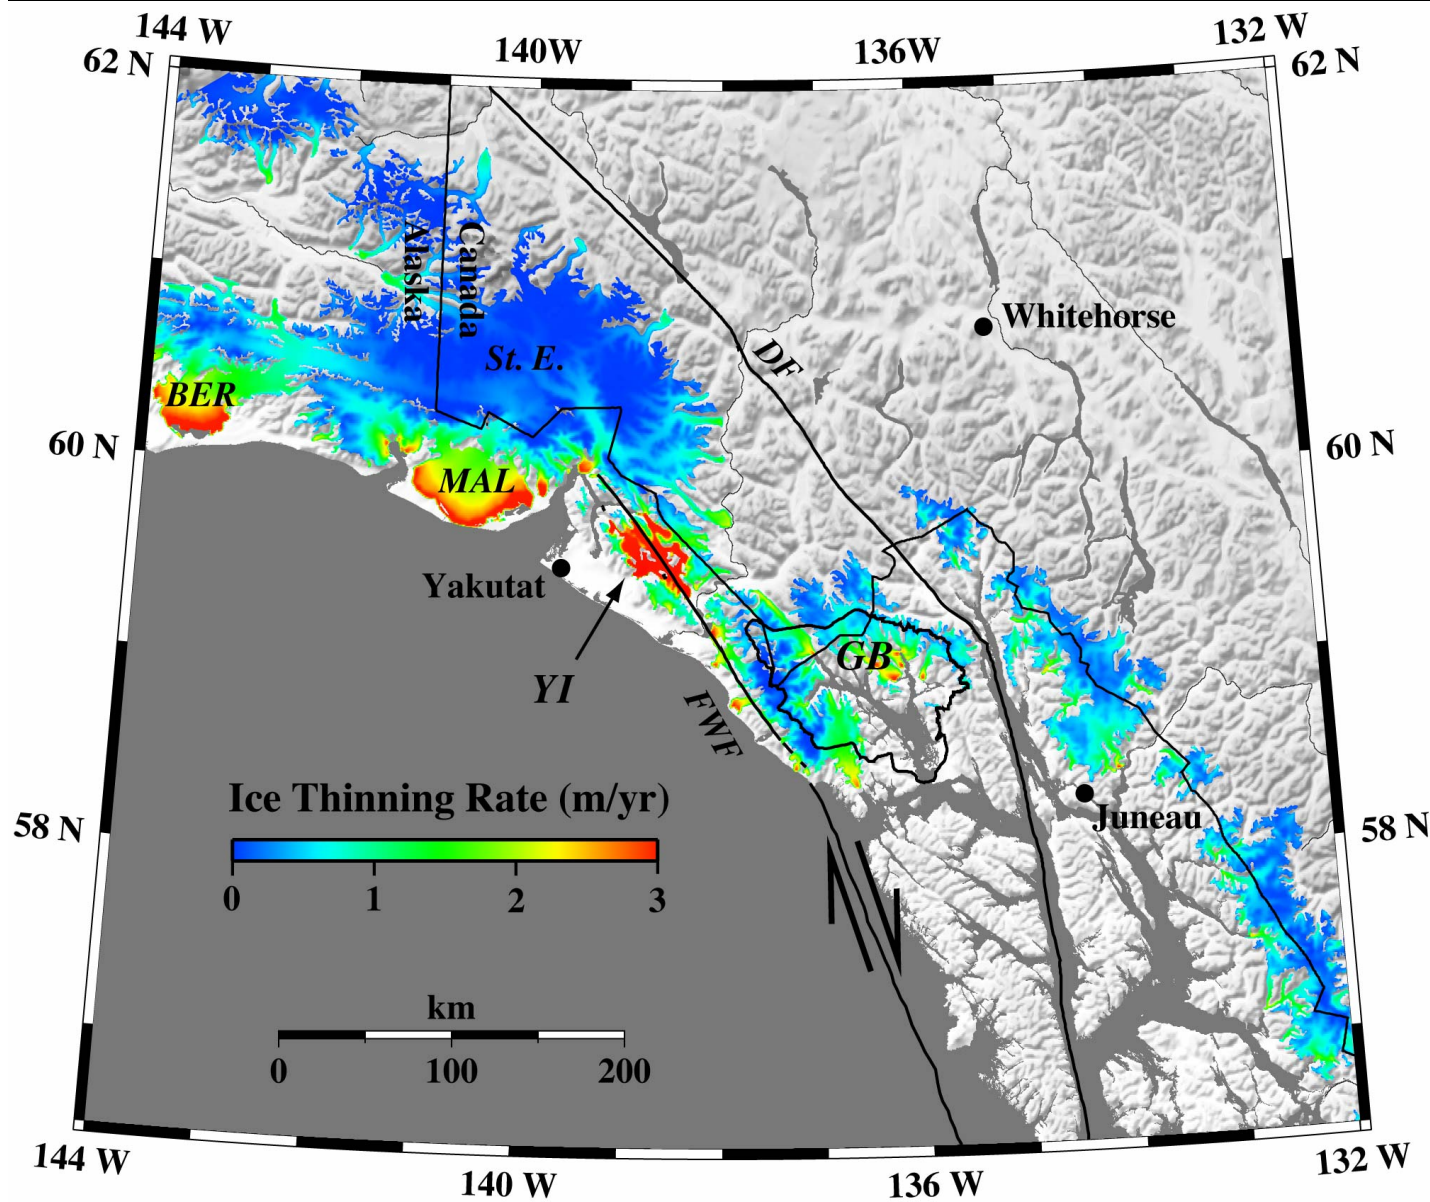 144 W
140W
136W
132 W
62 N
62 N
Alaska
Canada
Whitehorse
St. E.
DF
BER
60 N
60 N
MAL
Yakutat
GB
YI
FWF
Ice Thinning Rate (m/yr)
0 1 2 3
Juneau
58 N
58 N
km
0 100 200
144 W
140 W
136 W
132 W